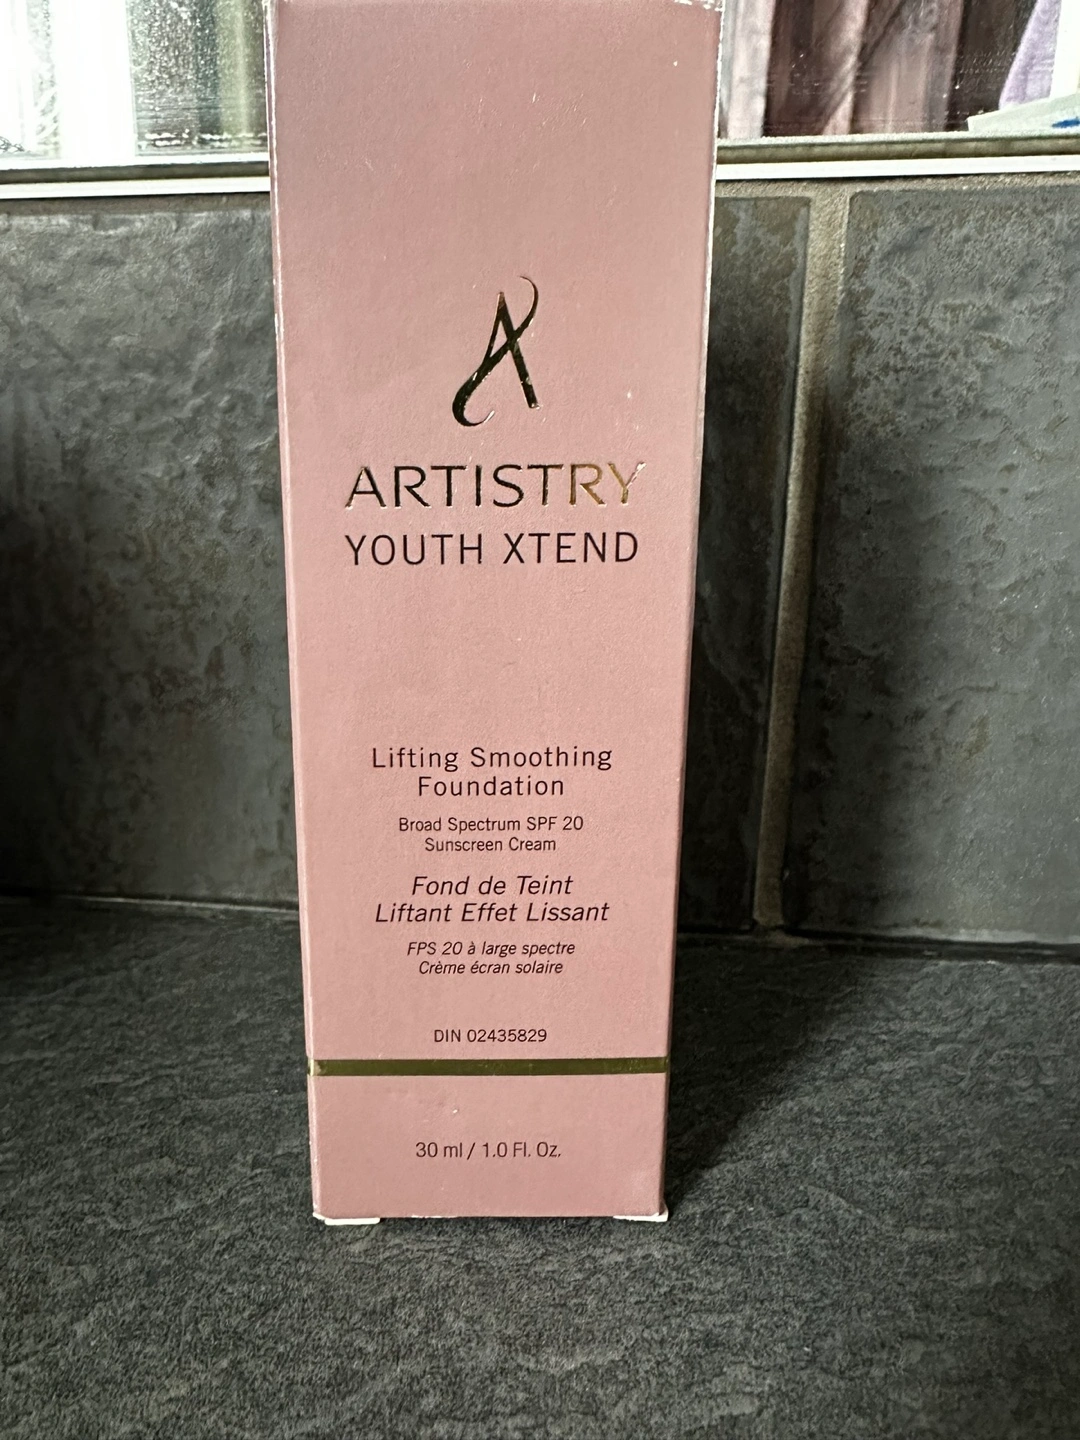 ARTISTRY
YOUTH XTEND
Lifting Smoothing
Foundation
Broad Spectrum SPF 20
Sunscreen Cream
Fond de Teint
Liftant Effet Lissant
FPS 20 à large spectre
Crème écran solaire
DIN 02435829
30 ml / 1.0 Fl. Oz.